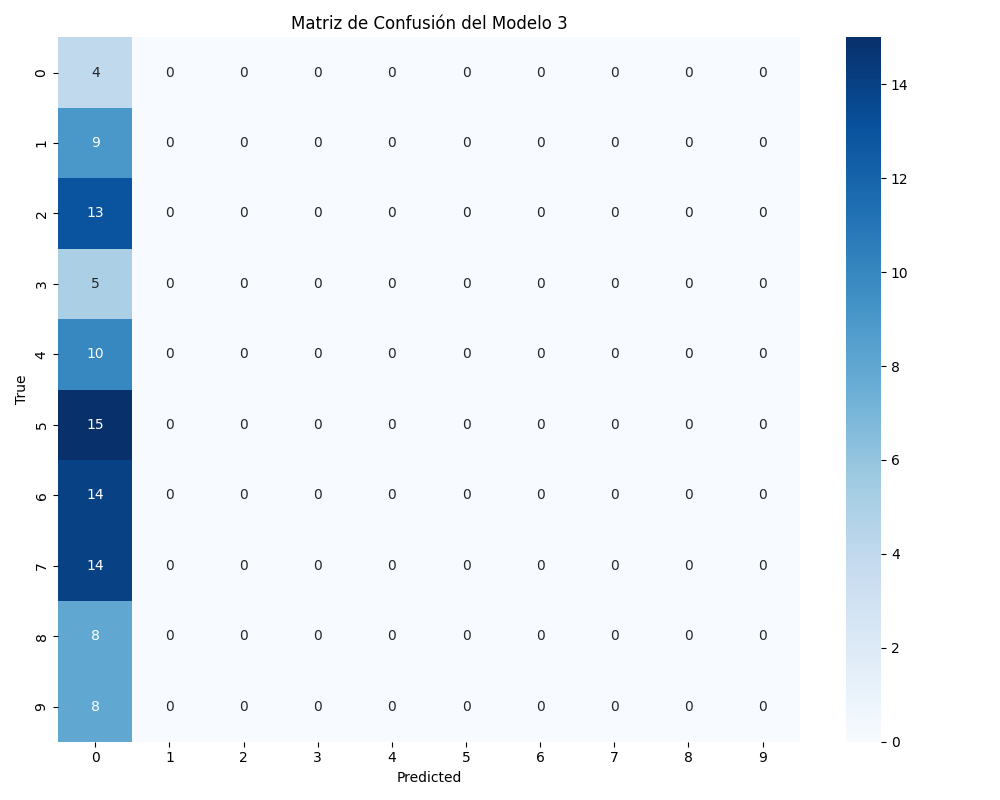 Matriz de Confusión del Modelo 3
0 4 0 0 0 0 0 0 0 0 0
1 9 0 0 0 0 0 0 0 0 0
2 13 0 0 0 0 0 0 0 0 0
3 5 0 0 0 0 0 0 0 0 0
4 10 0 0 0 0 0 0 0 0 0
5 15 0 0 0 0 0 0 0 0 0
6 14 0 0 0 0 0 0 0 0 0
7 14 0 0 0 0 0 0 0 0 0
8 8 0 0 0 0 0 0 0 0 0
9 8 0 0 0 0 0 0 0 0 0
0 1 2 3 4 5 6 7 8 9
Predicted
True
14
12
10
8
6
4
2
0